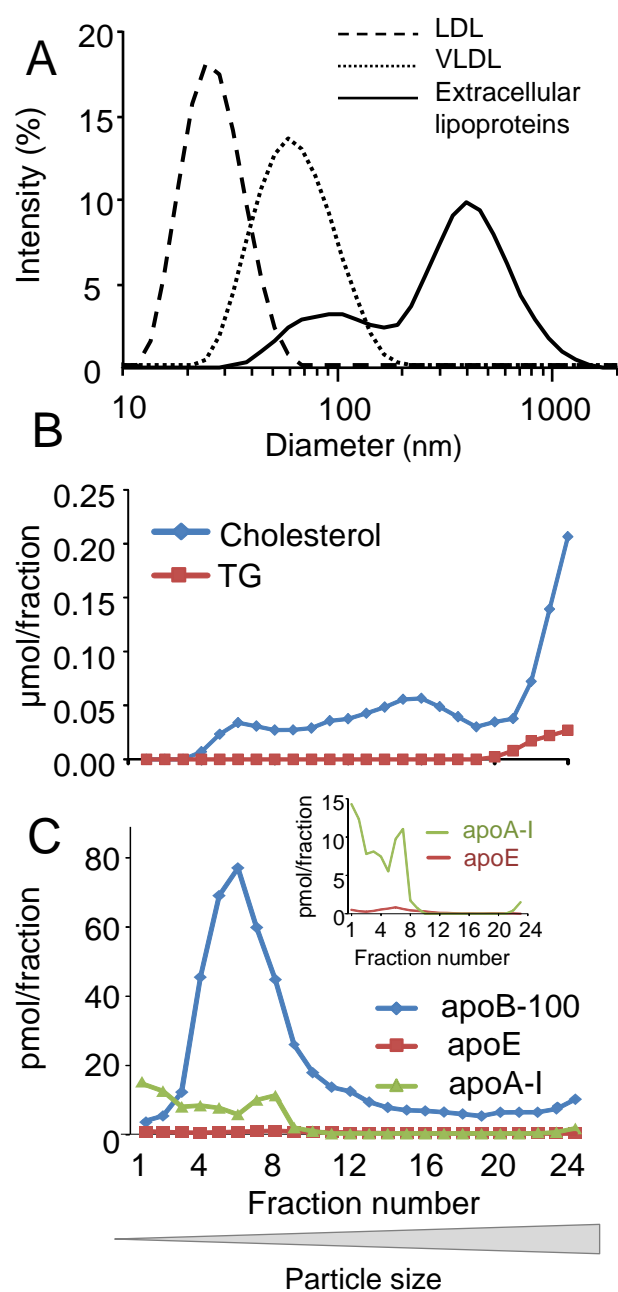 A
20
15
10
5
0
Intensity (%)
LDL
VLDL
Extracellular
lipoproteins
10 100 1000
Diameter (nm)
B
0.25
0.20
0.15
0.10
0.05
0.00
μmol/fraction
Cholesterol
TG
C
80
60
40
20
0
pmol/fraction
15
10
5
0
pmol/fraction
apoA-I
apoE
1 4 8 12 16 20 24
Fraction number
apoB-100
apoE
apoA-I
1 4 8 12 16 20 24
Fraction number
Particle size